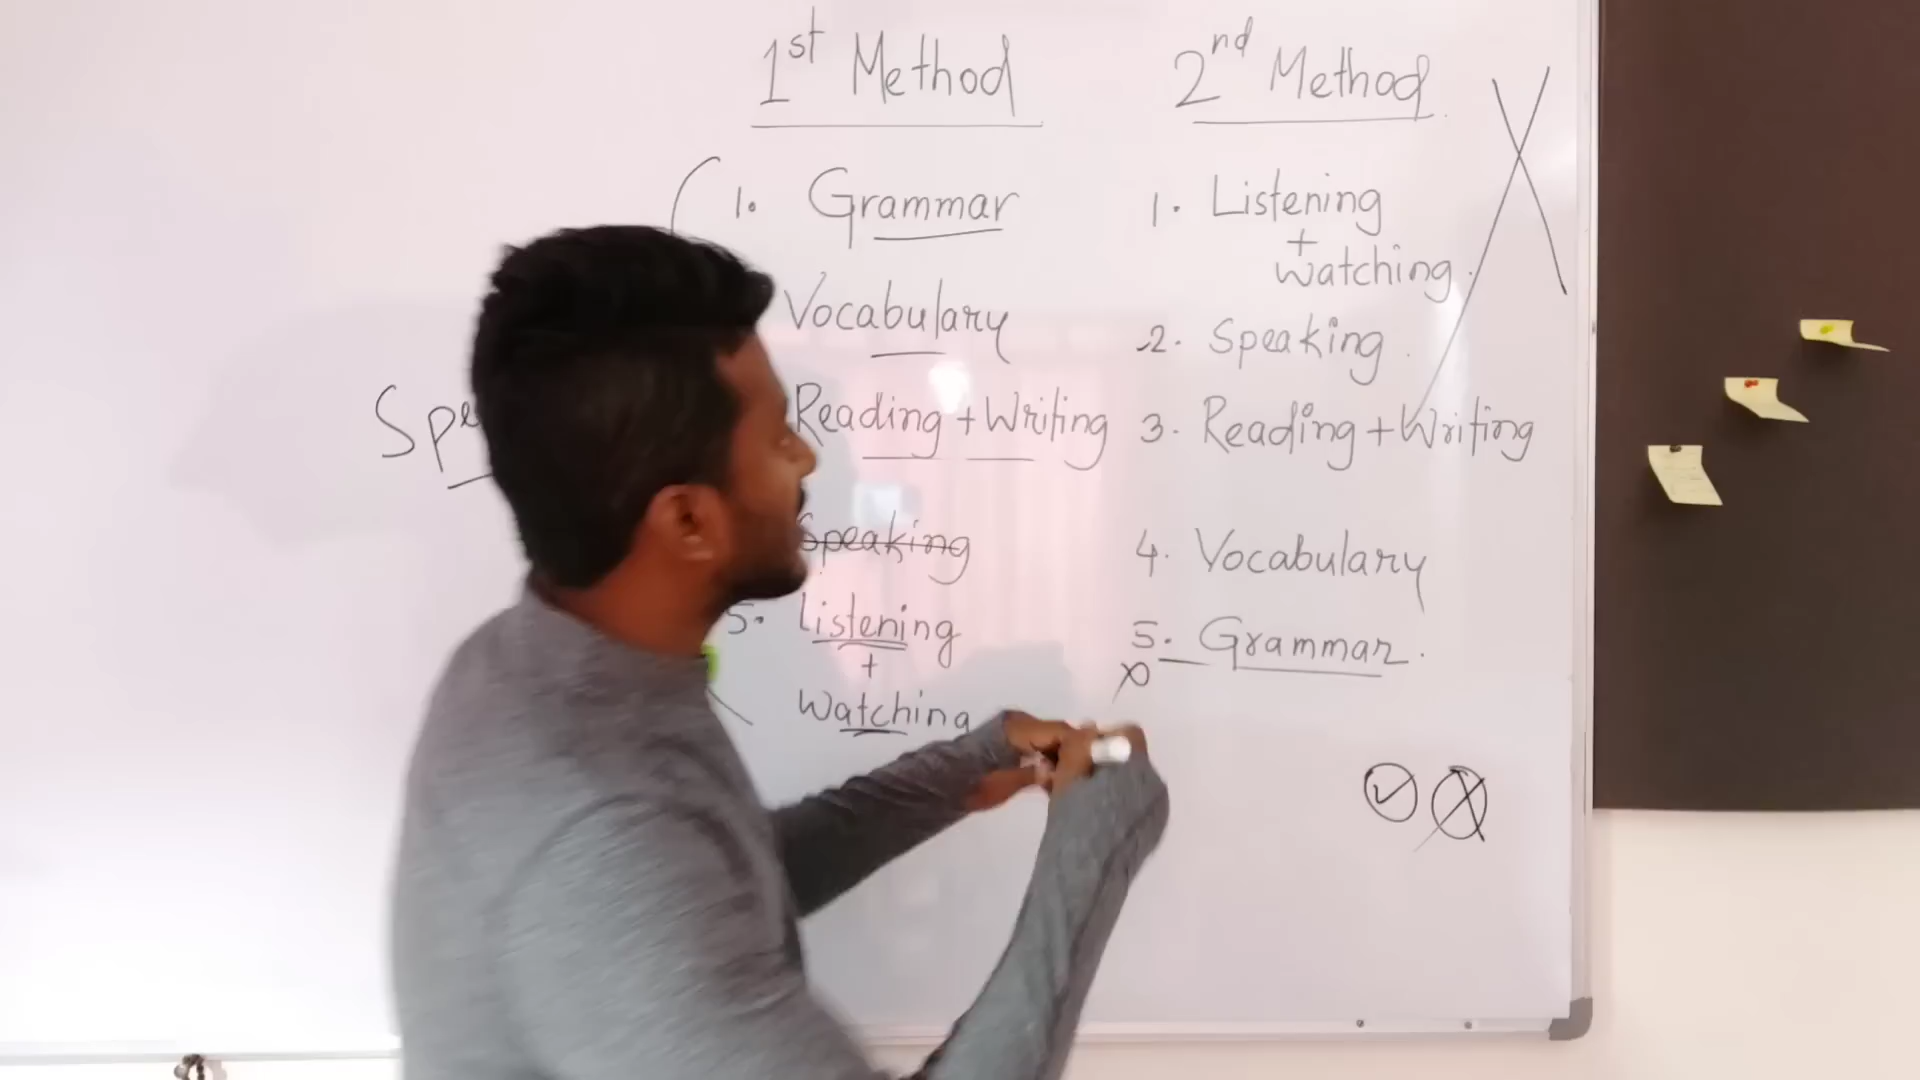 1st Method
1. Grammar
Vocabulary
Reading + Writing
Speaking
5. Listening
+
Watching
2nd Method
1. Listening
+
Watching
2. Speaking
3. Reading + Writing
4. Vocabulary
5. Grammar